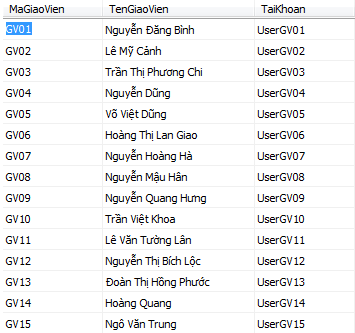 MaGiaoVien TenGiaoVien TaiKhoan
GV01 Nguyễn Đăng Bình UserGV01
GV02 Lê Mỹ Cảnh UserGV02
GV03 Trần Thị Phương Chi UserGV03
GV04 Nguyễn Dũng UserGV04
GV05 Võ Việt Dũng UserGV05
GV06 Hoàng Thị Lan Giao UserGV06
GV07 Nguyễn Hoàng Hà UserGV07
GV08 Nguyễn Mậu Hân UserGV08
GV09 Nguyễn Quang Hưng UserGV09
GV10 Trần Việt Khoa UserGV10
GV11 Lê Văn Tường Lân UserGV11
GV12 Nguyễn Thị Bích Lộc UserGV12
GV13 Đoàn Thị Hồng Phước UserGV13
GV14 Hoàng Quang UserGV14
GV15 Ngô Văn Trung UserGV15